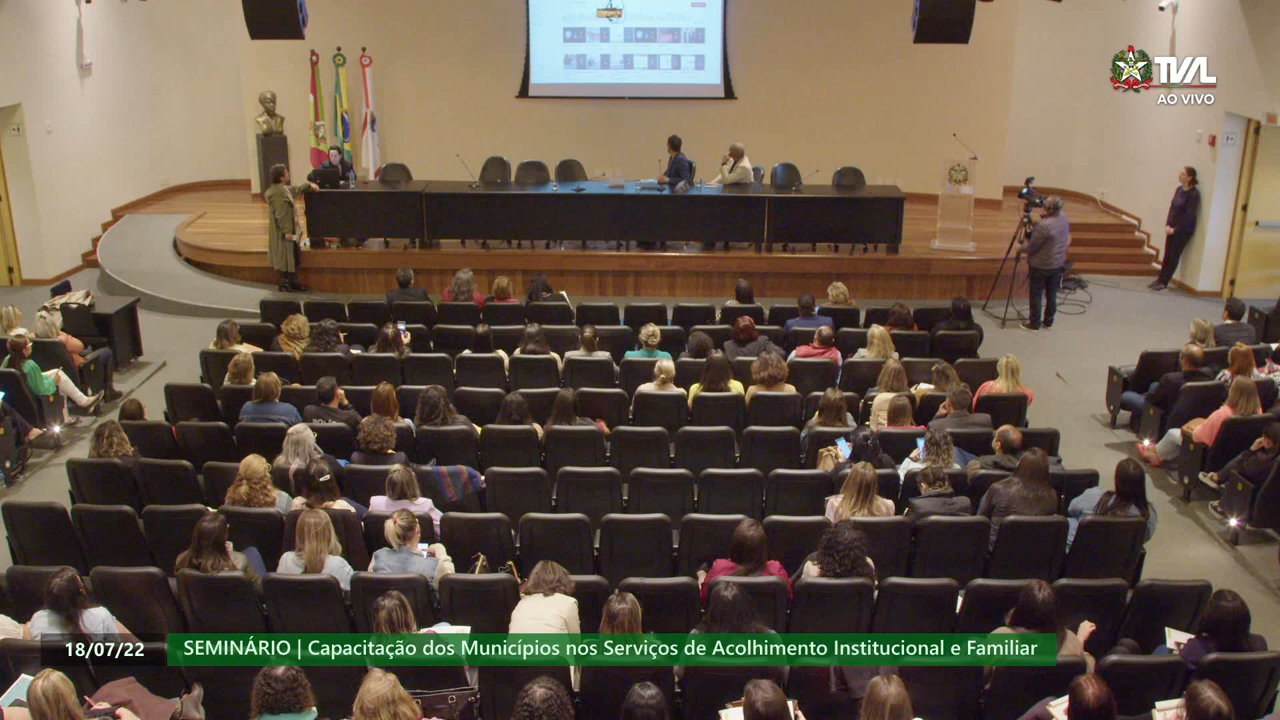 TVAL
AO VIVO
18/07/22
SEMINÁRIO | Capacitação dos Municípios nos Serviços de Acolhimento Institucional e Familiar